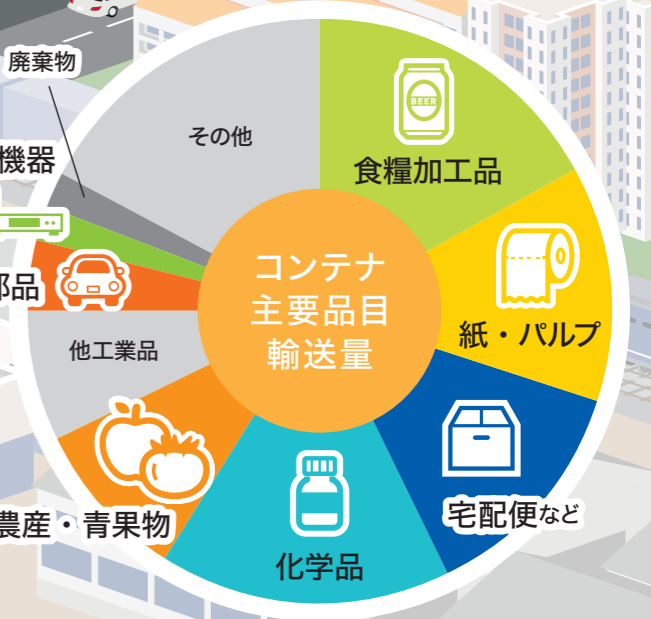 廃棄物
その他
BEER
食糧加工品
機器
部品
コンテナ
主要品目
輸送量
紙・パルプ
他工業品
宅配便など
農産・青果物
化学品